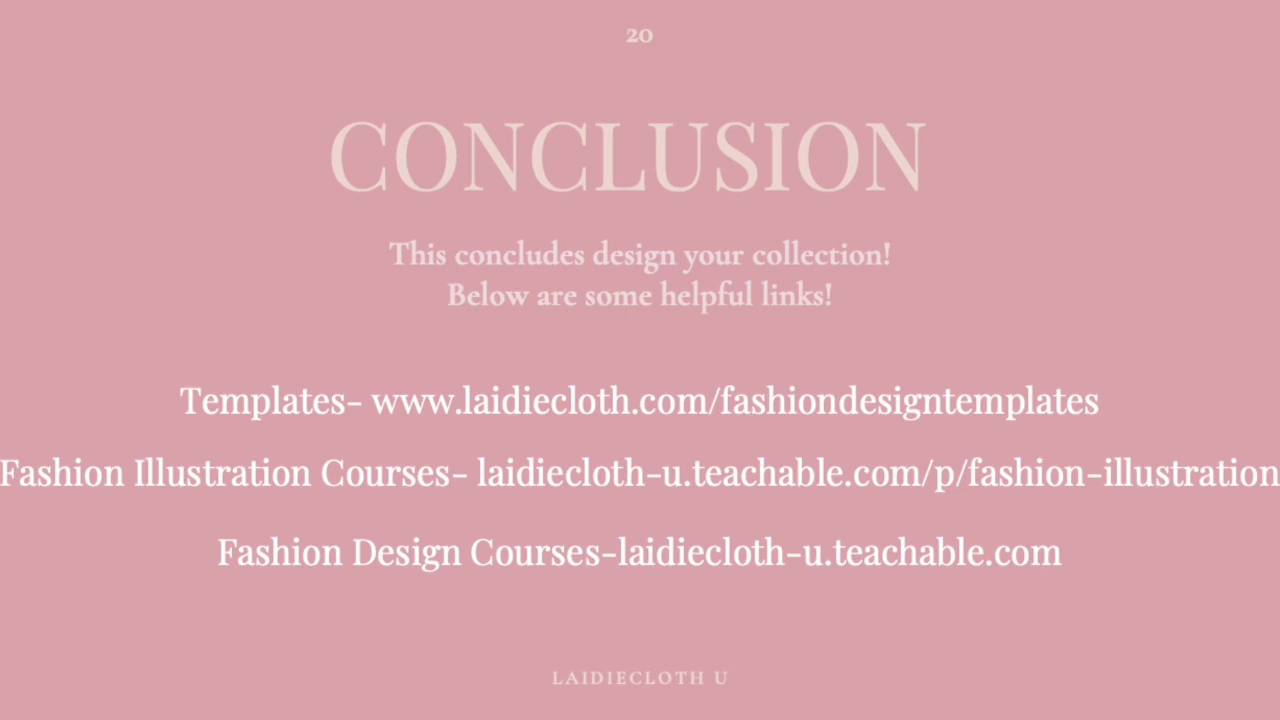 20
CONCLUSION
This concludes design your collection!
Below are some helpful links!
Templates- www.laidiecloth.com/fashiondesigntemplates
Fashion Illustration Courses- laidiecloth-u.teachable.com/p/fashion-illustration
Fashion Design Courses-laidiecloth-u.teachable.com
LAIDIECLOTH U